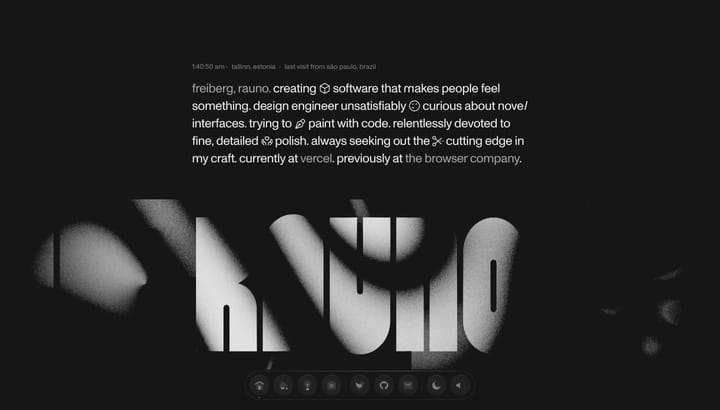 1:40:50 am · tallinn, estonia · last visit from são paulo, brazil
freiberg, rauno. creating software that makes people feel
something. design engineer unsatisfiably curious about novel
interfaces. trying to paint with code. relentlessly devoted to
fine, detailed polish. always seeking out the cutting edge in
my craft. currently at vercel. previously at the browser company.
RAUNO